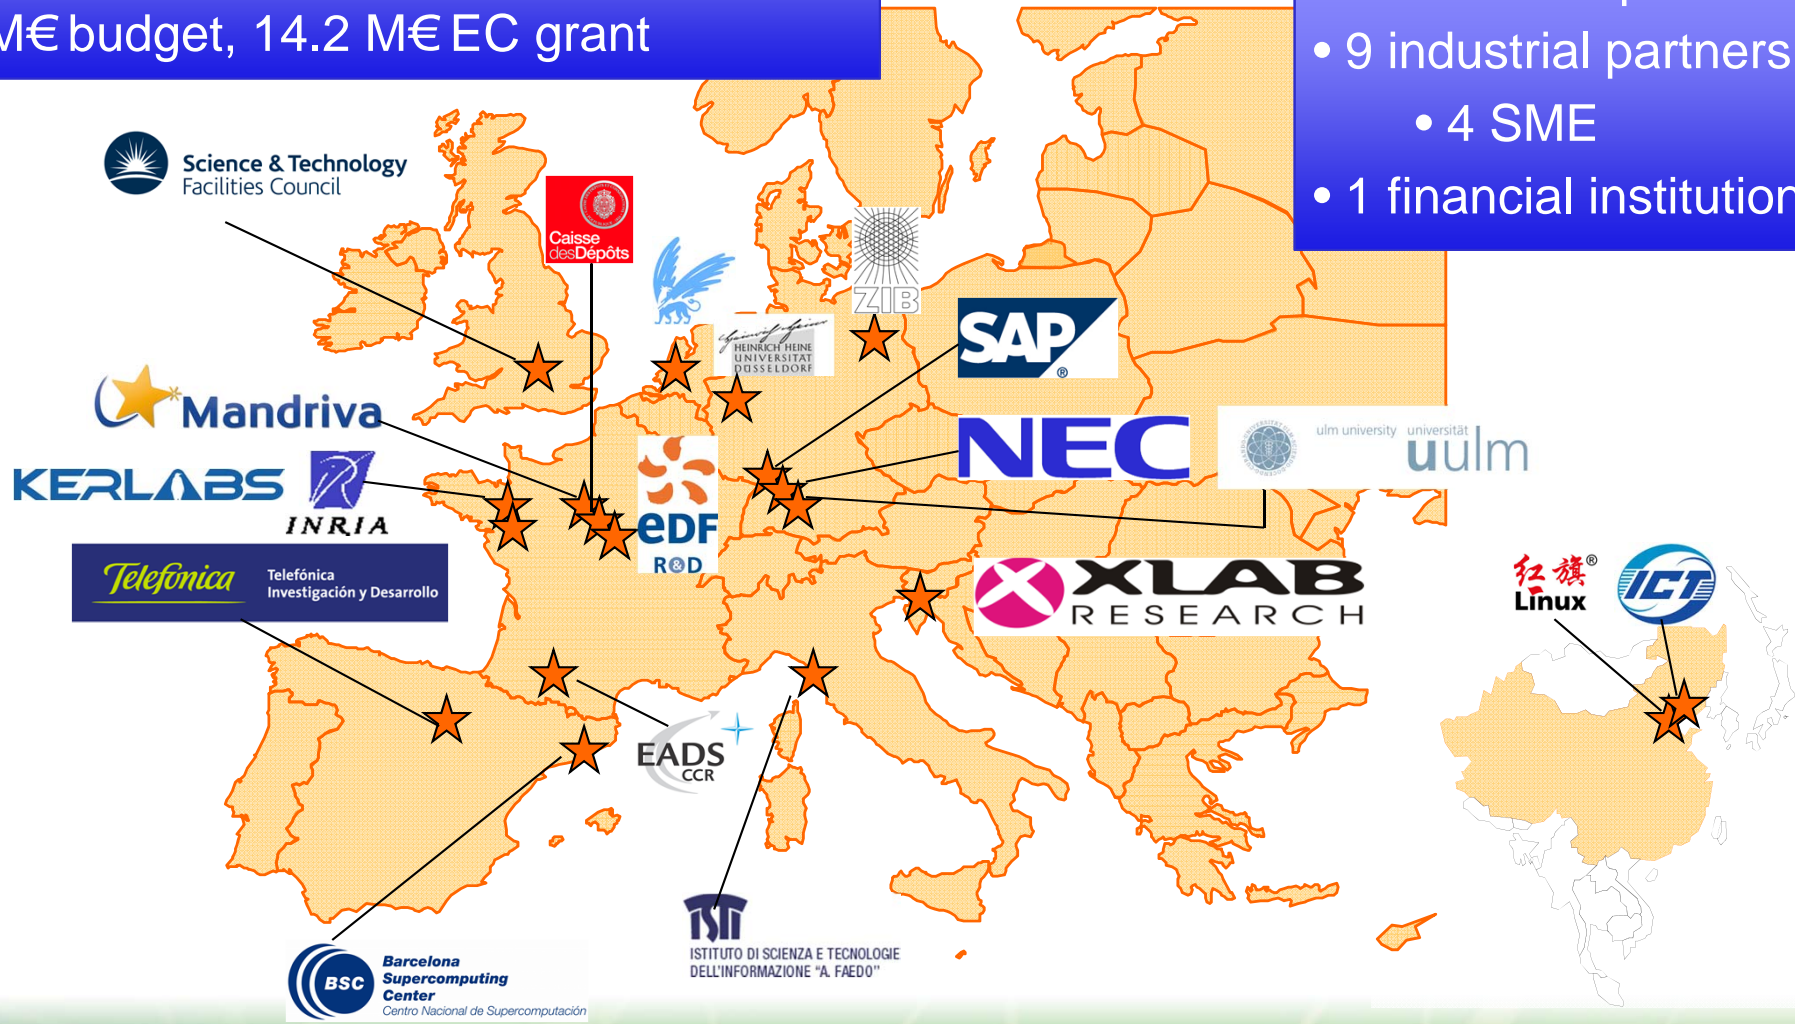 M€ budget, 14.2 M€ EC grant
• 9 industrial partners
• 4 SME
• 1 financial institution
Science & Technology
Facilities Council
Caisse
desDépôts
ZIB
HEINRICH HEINE
UNIVERSITÄT
DÜSSELDORF
SAP®
Mandriva
NEC
ulm university universität
uulm
KERLABS
INRIA
eDF
R&D
Telefónica
Telefónica
Investigación y Desarrollo
XLAB
RESEARCH
红旗®
Linux
ICT
EADS
CCR
ISTI
ISTITUTO DI SCIENZA E TECNOLOGIE
DELL'INFORMAZIONE “A. FAEDO”
BSC
Barcelona
Supercomputing
Center
Centro Nacional de Supercomputación